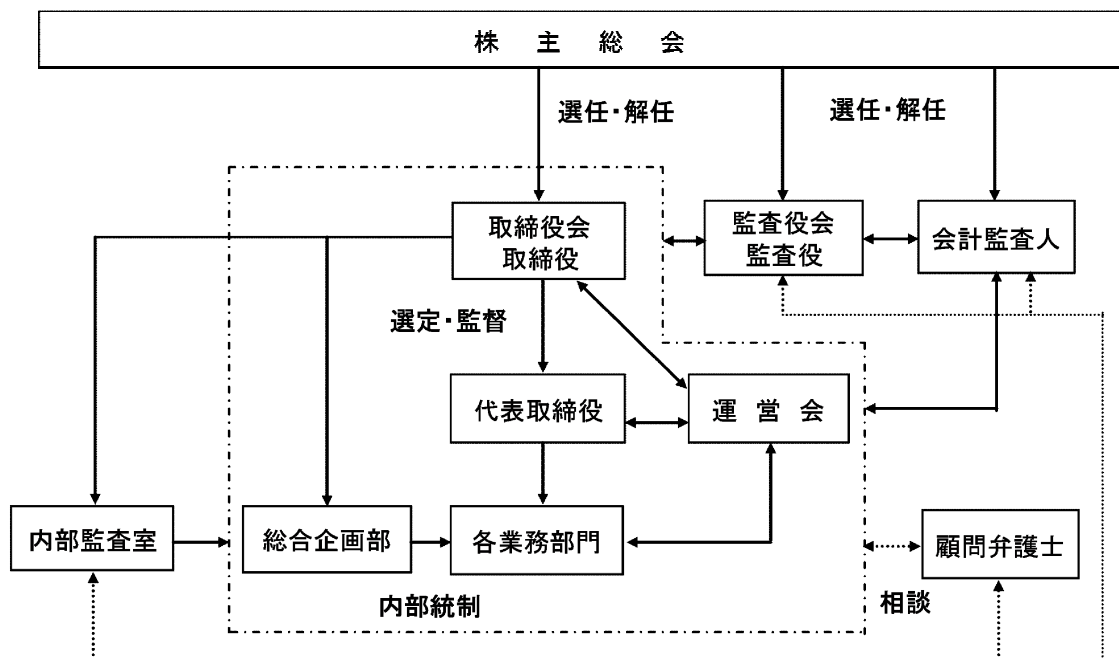 株主総会
選任・解任
選任・解任
取締役会
取締役
監査役会
監査役
会計監査人
選定・監督
代表取締役
運営会
内部監査室
総合企画部
各業務部門
顧問弁護士
内部統制
相談